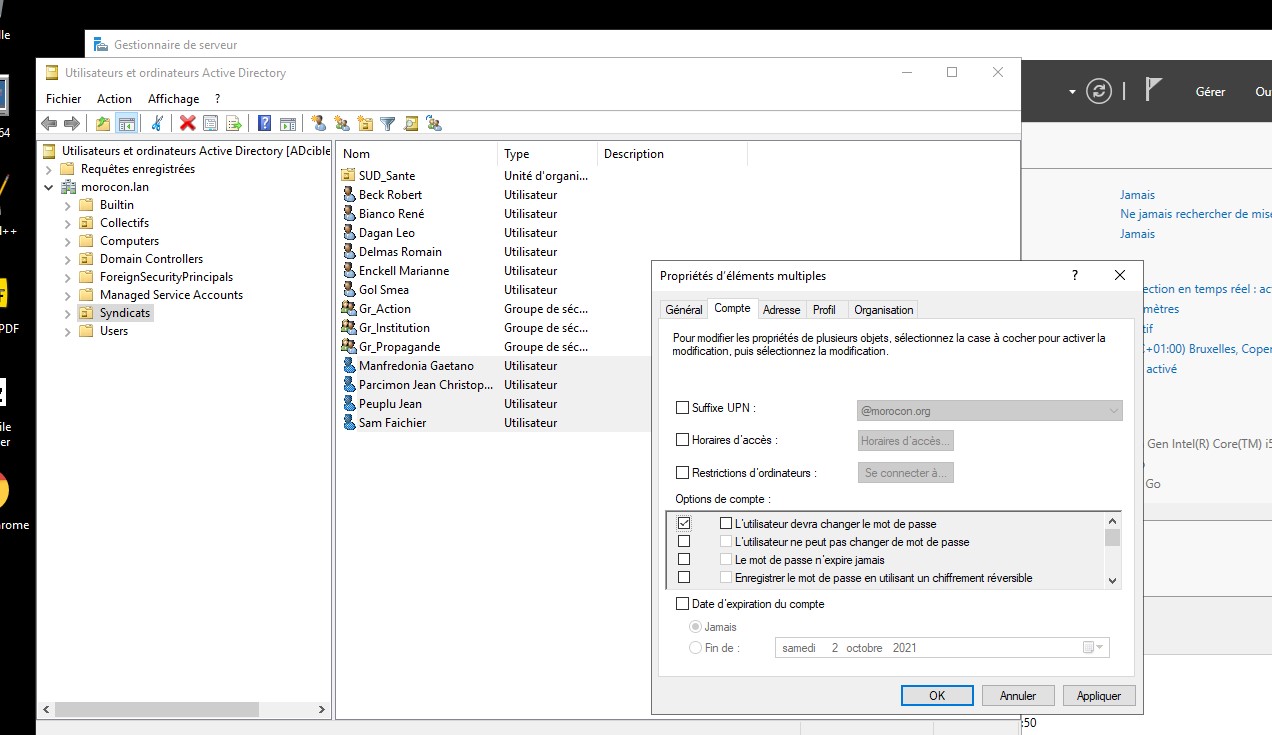 lle
64
l++
PDF
ile
er
rome
Gestionnaire de serveur
Utilisateurs et ordinateurs Active Directory
Fichier Action Affichage ?
Gérer Ou
Utilisateurs et ordinateurs Active Directory [ADcible
Requêtes enregistrées
morocon.lan
Builtin
Collectifs
Computers
Domain Controllers
ForeignSecurityPrincipals
Managed Service Accounts
Syndicats
Users
Nom Type Description
SUD_Sante Unité d'organi...
Beck Robert Utilisateur
Bianco René Utilisateur
Dagan Leo Utilisateur
Delmas Romain Utilisateur
Enckell Marianne Utilisateur
Gol Smea Utilisateur
Gr_Action Groupe de séc...
Gr_Institution Groupe de séc...
Gr_Propagande Groupe de séc...
Manfredonia Gaetano Utilisateur
Parcimon Jean Christop... Utilisateur
Peuplu Jean Utilisateur
Sam Faichier Utilisateur
Jamais
Ne jamais rechercher de mise
Jamais
ection en temps réel : ac
mètres
tif
(+01:00) Bruxelles, Copen
activé
Gen Intel(R) Core(TM) i5
Go
:50
Propriétés d'éléments multiples ?
Général Compte Adresse Profil Organisation
Pour modifier les propriétés de plusieurs objets, sélectionnez la case à cocher pour activer la
modification, puis sélectionnez la modification.
Suffixe UPN : @morocon.org
Horaires d'accès : Horaires d'accès...
Restrictions d'ordinateurs : Se connecter à...
Options de compte :
L'utilisateur devra changer le mot de passe
L'utilisateur ne peut pas changer de mot de passe
Le mot de passe n'expire jamais
Enregistrer le mot de passe en utilisant un chiffrement réversible
Date d'expiration du compte
Jamais
Fin de : samedi 2 octobre 2021
OK Annuler Appliquer